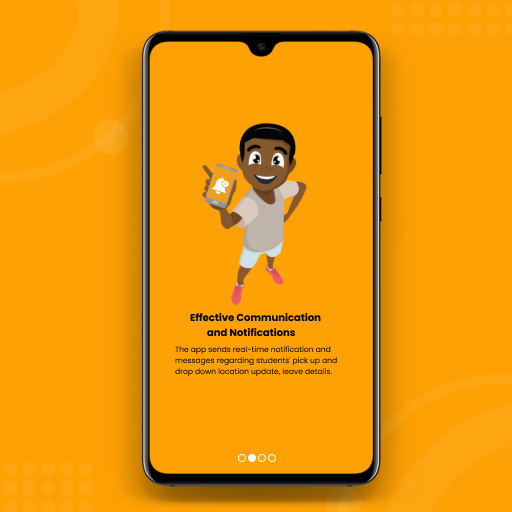 Effective Communication
and Notifications
The app sends real-time notification and
messages regarding students' pick up and
drop down location update, leave details.